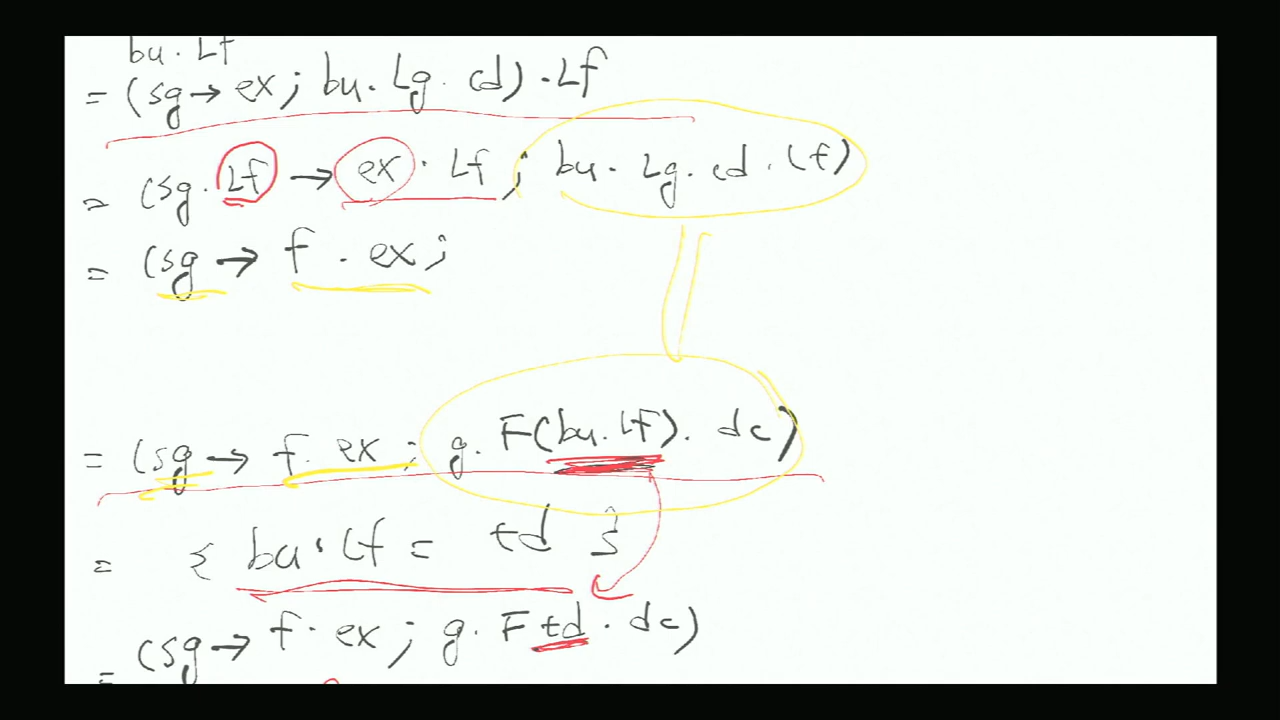 bu · Lf
= (sg → ex ; bu · Lg · cd) · Lf
= (sg · Lf → ex · Lf ; bu · Lg · cd · Lf)
= (sg → f · ex ;
= (sg → f · ex ; g · F(bu · Lf) · dc)
= { bu · Lf = td }
(sg → f · ex ; g · F td · dc)
=